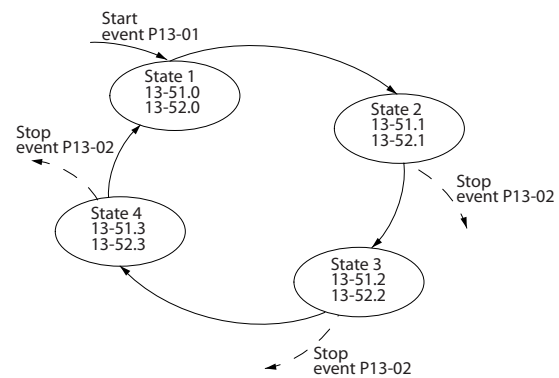 Start
event P13-01
State 1
13-51.0
13-52.0
State 2
13-51.1
13-52.1
Stop
event P13-02
Stop
event P13-02
State 4
13-51.3
13-52.3
State 3
13-51.2
13-52.2
Stop
event P13-02